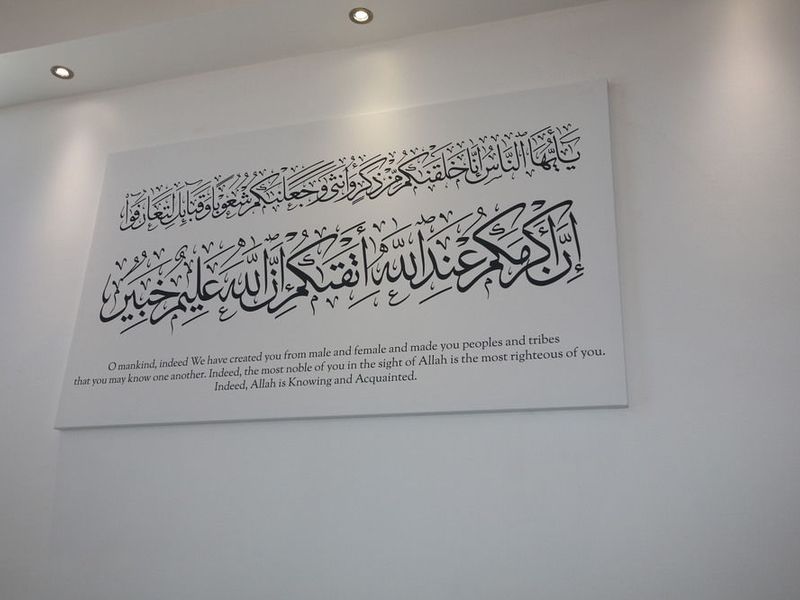 يَا أَيُّهَا النَّاسُ إِنَّا خَلَقْنَاكُم مِّن ذَكَرٍ وَأُنثَىٰ وَجَعَلْنَاكُمْ شُعُوبًا وَقَبَائِلَ لِتَعَارَفُوا
إِنَّ أَكْرَمَكُمْ عِندَ اللَّهِ أَتْقَاكُمْ إِنَّ اللَّهَ عَلِيمٌ خَبِيرٌ
O mankind, indeed We have created you from male and female and made you peoples and tribes
that you may know one another. Indeed, the most noble of you in the sight of Allah is the most righteous of you.
Indeed, Allah is Knowing and Acquainted.